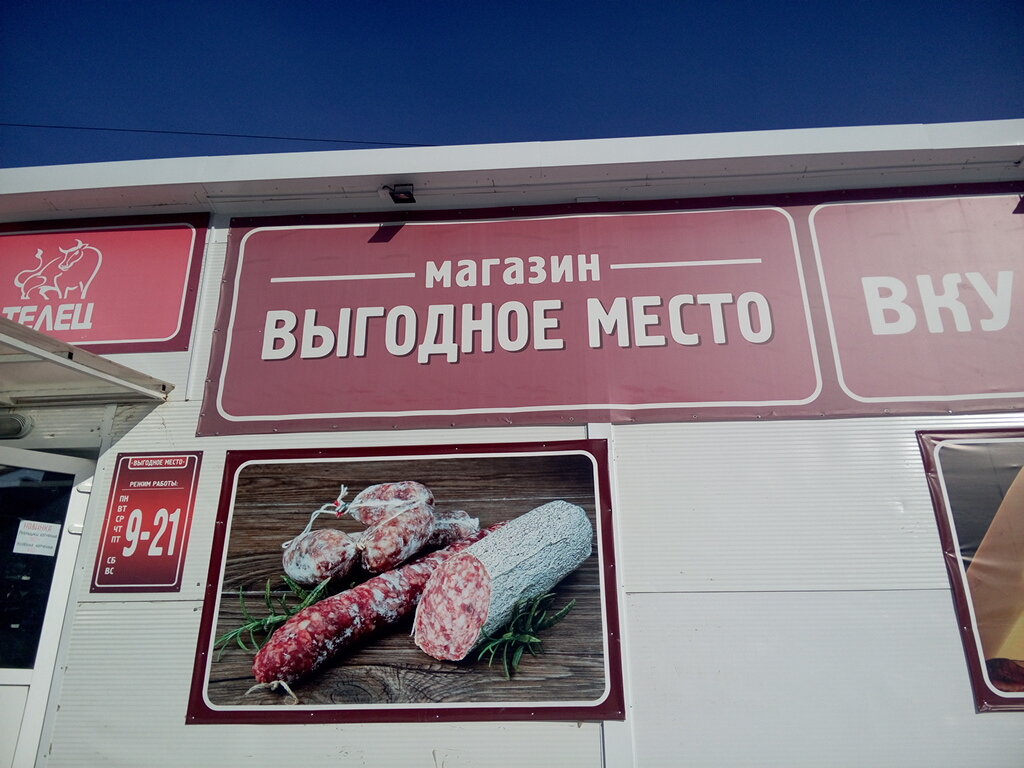 ТЕЛЕЦ
магазин
ВЫГОДНОЕ МЕСТО
ВКУ
ВЫГОДНОЕ МЕСТО
РЕЖИМ РАБОТЫ:
ПН
ВТ
СР
ЧТ
ПТ
СБ
ВС
9-21
НОВИНКА